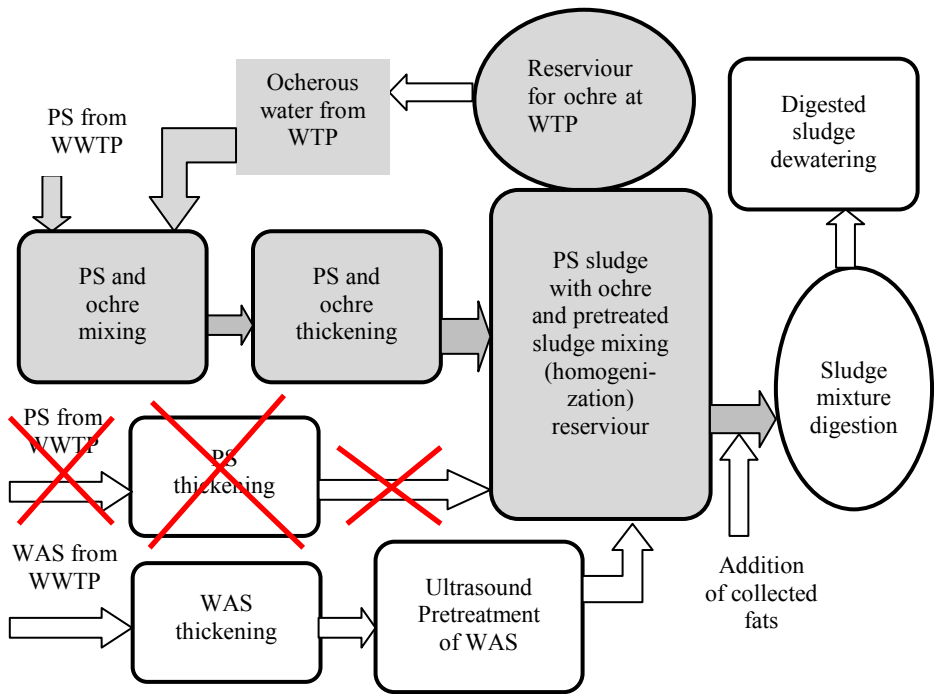 Reserviour
for ochre at
WTP
Ocherous
water from
WTP
Digested
sludge
dewatering
PS from
WWTP
PS and
ochre
mixing
PS and
ochre
thickening
PS sludge
with ochre
and pretreated
sludge mixing
(homogeni-
zation)
reserviour
Sludge
mixture
digestion
PS from
WWTP
PS
thickening
WAS from
WWTP
WAS
thickening
Ultrasound
Pretreatment
of WAS
Addition
of collected
fats